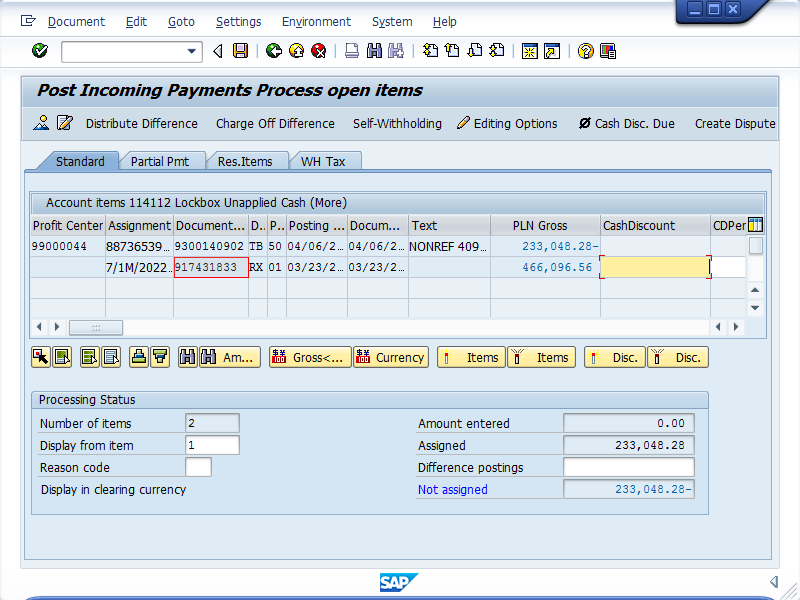 Document Edit Goto Settings Environment System Help
Post Incoming Payments Process open items
Distribute Difference Charge Off Difference Self-Withholding Editing Options Cash Disc. Due Create Dispute
Standard Partial Pmt Res.Items WH Tax
Account items 114112 Lockbox Unapplied Cash (More)
Profit Center Assignment Document... D.. P.. Posting ... Docum... Text PLN Gross CashDiscount CDPer
99000044 88736539... 9300140902 TB 50 04/06/2... 04/06/2... NONREF 409... 233,048.28-
7/1M/2022... 917431833 RX 01 03/23/2... 03/23/2... 466,096.56
Am... Gross<... Currency Items Items Disc. Disc.
Processing Status
Number of items 2 Amount entered 0.00
Display from item 1 Assigned 233,048.28
Reason code Difference postings
Display in clearing currency Not assigned 233,048.28-
SAP